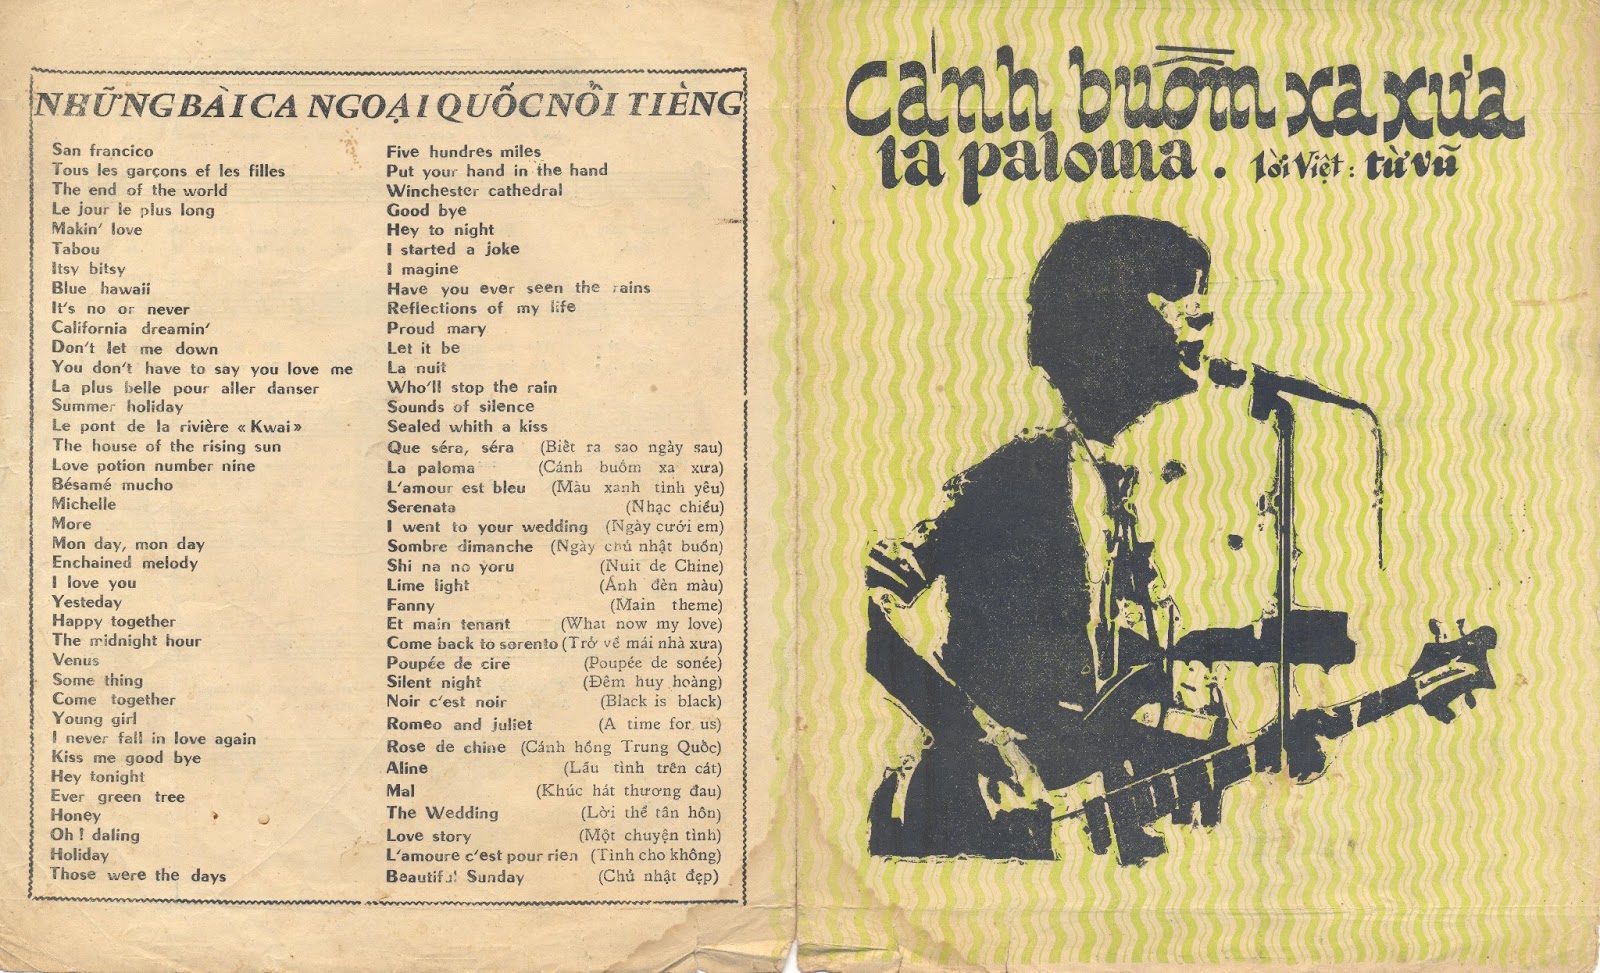 NHỮNG BÀI CA NGOẠI QUỐC NỔI TIẾNG
San francico
Tous les garçons ef les filles
The end of the world
Le jour le plus long
Makin' love
Tabou
Itsy bitsy
Blue hawaii
It's no or never
California dreamin'
Don't let me down
You don't have to say you love me
La plus belle pour aller danser
Summer holiday
Le pont de la rivière « Kwai »
The house of the rising sun
Love potion number nine
Bésamé mucho
Michelle
More
Mon day, mon day
Enchained melody
I love you
Yesteday
Happy together
The midnight hour
Venus
Some thing
Come together
Young girl
I never fall in love again
Kiss me good bye
Hey tonight
Ever green tree
Honey
Oh ! daling
Holiday
Those were the days
Five hundres miles
Put your hand in the hand
Winchester cathedral
Good bye
Hey to night
I started a joke
I magine
Have you ever seen the rains
Reflections of my life
Proud mary
Let it be
La nuit
Who'll stop the rain
Sounds of silence
Sealed whith a kiss
Que séra, séra (Biết ra sao ngày sau)
La paloma (Cánh buồm xa xưa)
L'amour est bleu (Màu xanh tình yêu)
Serenata (Nhạc chiều)
I went to your wedding (Ngày cưới em)
Sombre dimanche (Ngày chủ nhật buồn)
Shi na no yoru (Nuit de Chine)
Lime light (Ánh đèn màu)
Fanny (Main theme)
Et main tenant (What now my love)
Come back to sorento (Trở về mái nhà xưa)
Poupée de cire (Poupée de sonée)
Silent night (Đêm huy hoàng)
Noir c'est noir (Black is black)
Romeo and juliet (A time for us)
Rose de chine (Cánh hồng Trung Quốc)
Aline (Lầu tình trên cát)
Mal (Khúc hát thương đau)
The Wedding (Lời thề tân hôn)
Love story (Một chuyện tình)
L'amoure c'est pour rien (Tình cho không)
Beautiful Sunday (Chủ nhật đẹp)
cánh buồm xa xưa
la paloma . lời Việt : từ vũ